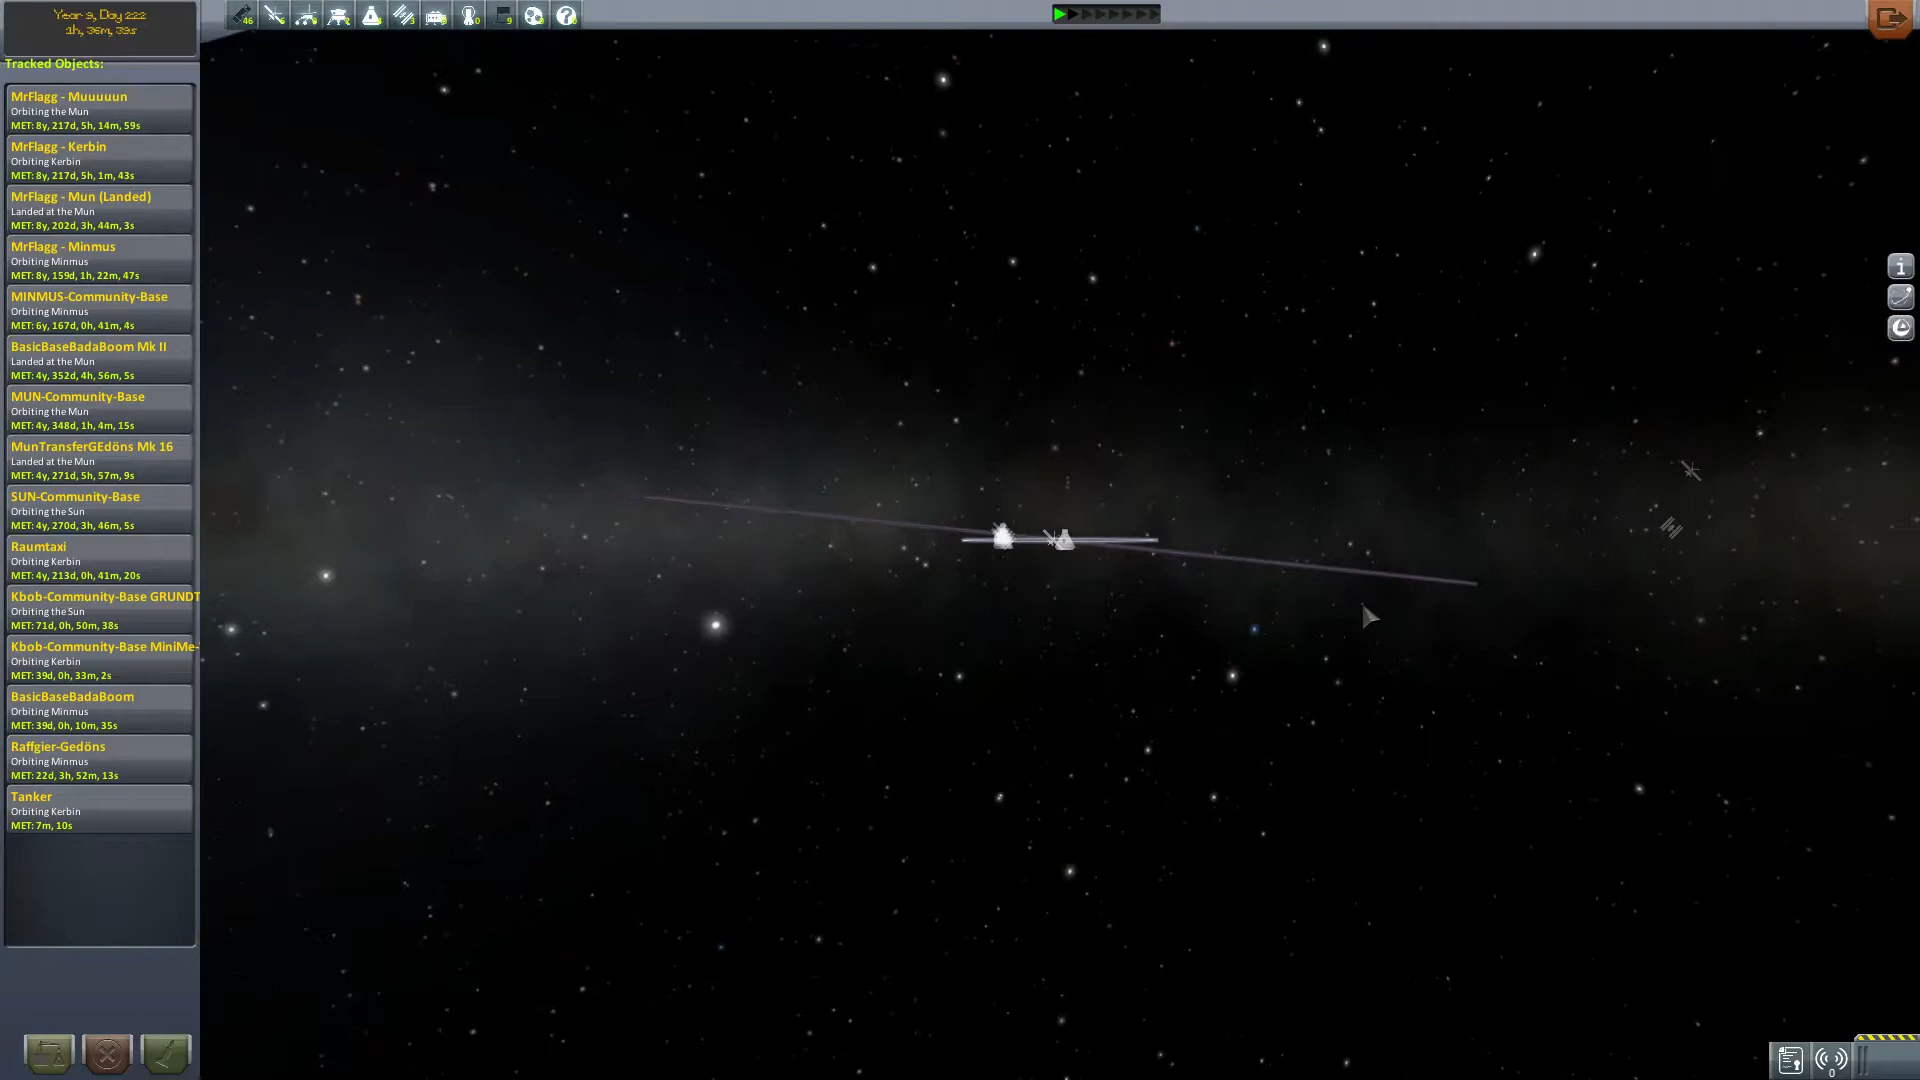 Year 9, Day 222
1h, 36m, 39s
Tracked Objects:
MrFlagg - Muuuuun
Orbiting the Mun
MET: 8y, 217d, 5h, 14m, 59s
MrFlagg - Kerbin
Orbiting Kerbin
MET: 8y, 217d, 5h, 1m, 43s
MrFlagg - Mun (Landed)
Landed at the Mun
MET: 8y, 202d, 3h, 44m, 3s
MrFlagg - Minmus
Orbiting Minmus
MET: 8y, 159d, 1h, 22m, 47s
MINMUS-Community-Base
Orbiting Minmus
MET: 6y, 167d, 0h, 41m, 4s
BasicBaseBadaBoom Mk II
Landed at the Mun
MET: 4y, 352d, 4h, 56m, 5s
MUN-Community-Base
Orbiting the Mun
MET: 4y, 348d, 1h, 4m, 15s
MunTransferGEdöns Mk 16
Landed at the Mun
MET: 4y, 271d, 5h, 57m, 9s
SUN-Community-Base
Orbiting the Sun
MET: 4y, 270d, 3h, 46m, 5s
Raumtaxi
Orbiting Kerbin
MET: 4y, 213d, 0h, 41m, 20s
Kbob-Community-Base GRUNDT
Orbiting the Sun
MET: 71d, 0h, 50m, 38s
Kbob-Community-Base MiniMe-
Orbiting Kerbin
MET: 39d, 0h, 33m, 2s
BasicBaseBadaBoom
Orbiting Minmus
MET: 39d, 0h, 10m, 35s
Raffgier-Gedöns
Orbiting Minmus
MET: 22d, 3h, 52m, 13s
Tanker
Orbiting Kerbin
MET: 7m, 10s
46
3
0
9
0